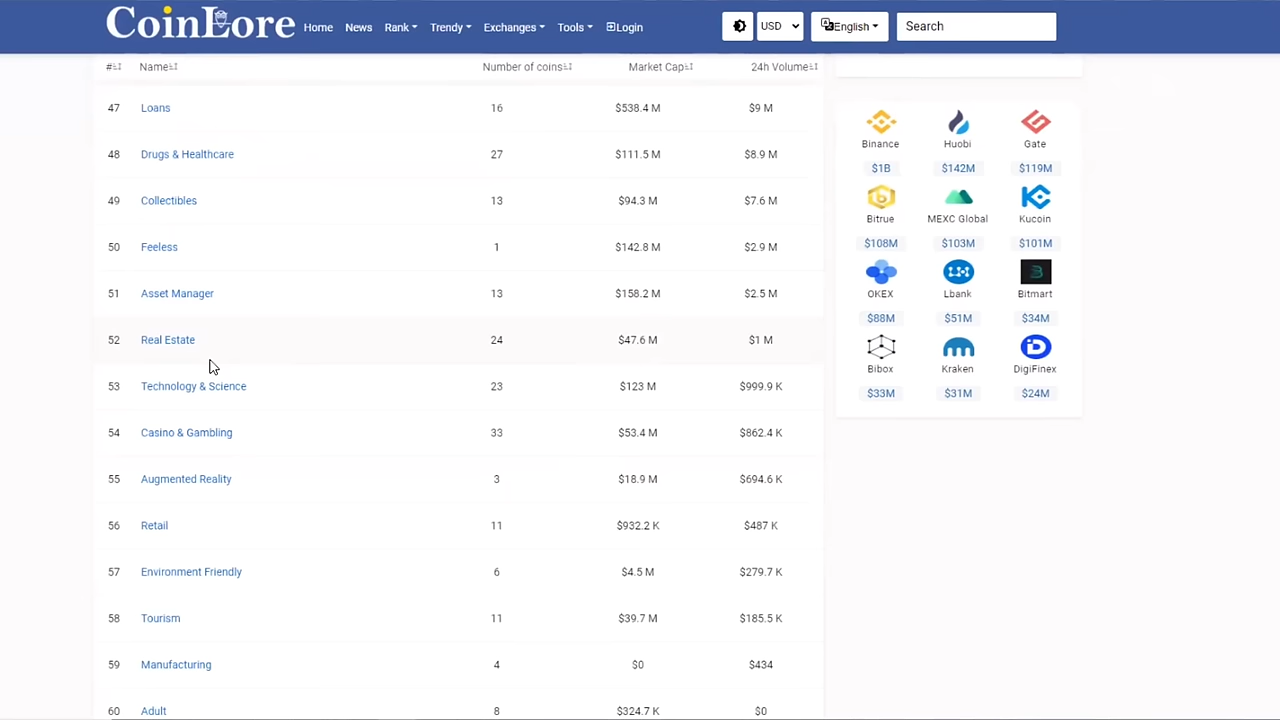 CoinLore Home News Rank Trendy Exchanges Tools Login USD English Search
# Name Number of coins Market Cap 24h Volume
47 Loans 16 $538.4 M $9 M
48 Drugs & Healthcare 27 $111.5 M $8.9 M
49 Collectibles 13 $94.3 M $7.6 M
50 Feeless 1 $142.8 M $2.9 M
51 Asset Manager 13 $158.2 M $2.5 M
52 Real Estate 24 $47.6 M $1 M
53 Technology & Science 23 $123 M $999.9 K
54 Casino & Gambling 33 $53.4 M $862.4 K
55 Augmented Reality 3 $18.9 M $694.6 K
56 Retail 11 $932.2 K $487 K
57 Environment Friendly 6 $4.5 M $279.7 K
58 Tourism 11 $39.7 M $185.5 K
59 Manufacturing 4 $0 $434
60 Adult 8 $324.7 K $0
Binance Huobi Gate
$1B $142M $119M
Bitrue MEXC Global Kucoin
$108M $103M $101M
OKEX Lbank Bitmart
$88M $51M $34M
Bibox Kraken DigiFinex
$33M $31M $24M